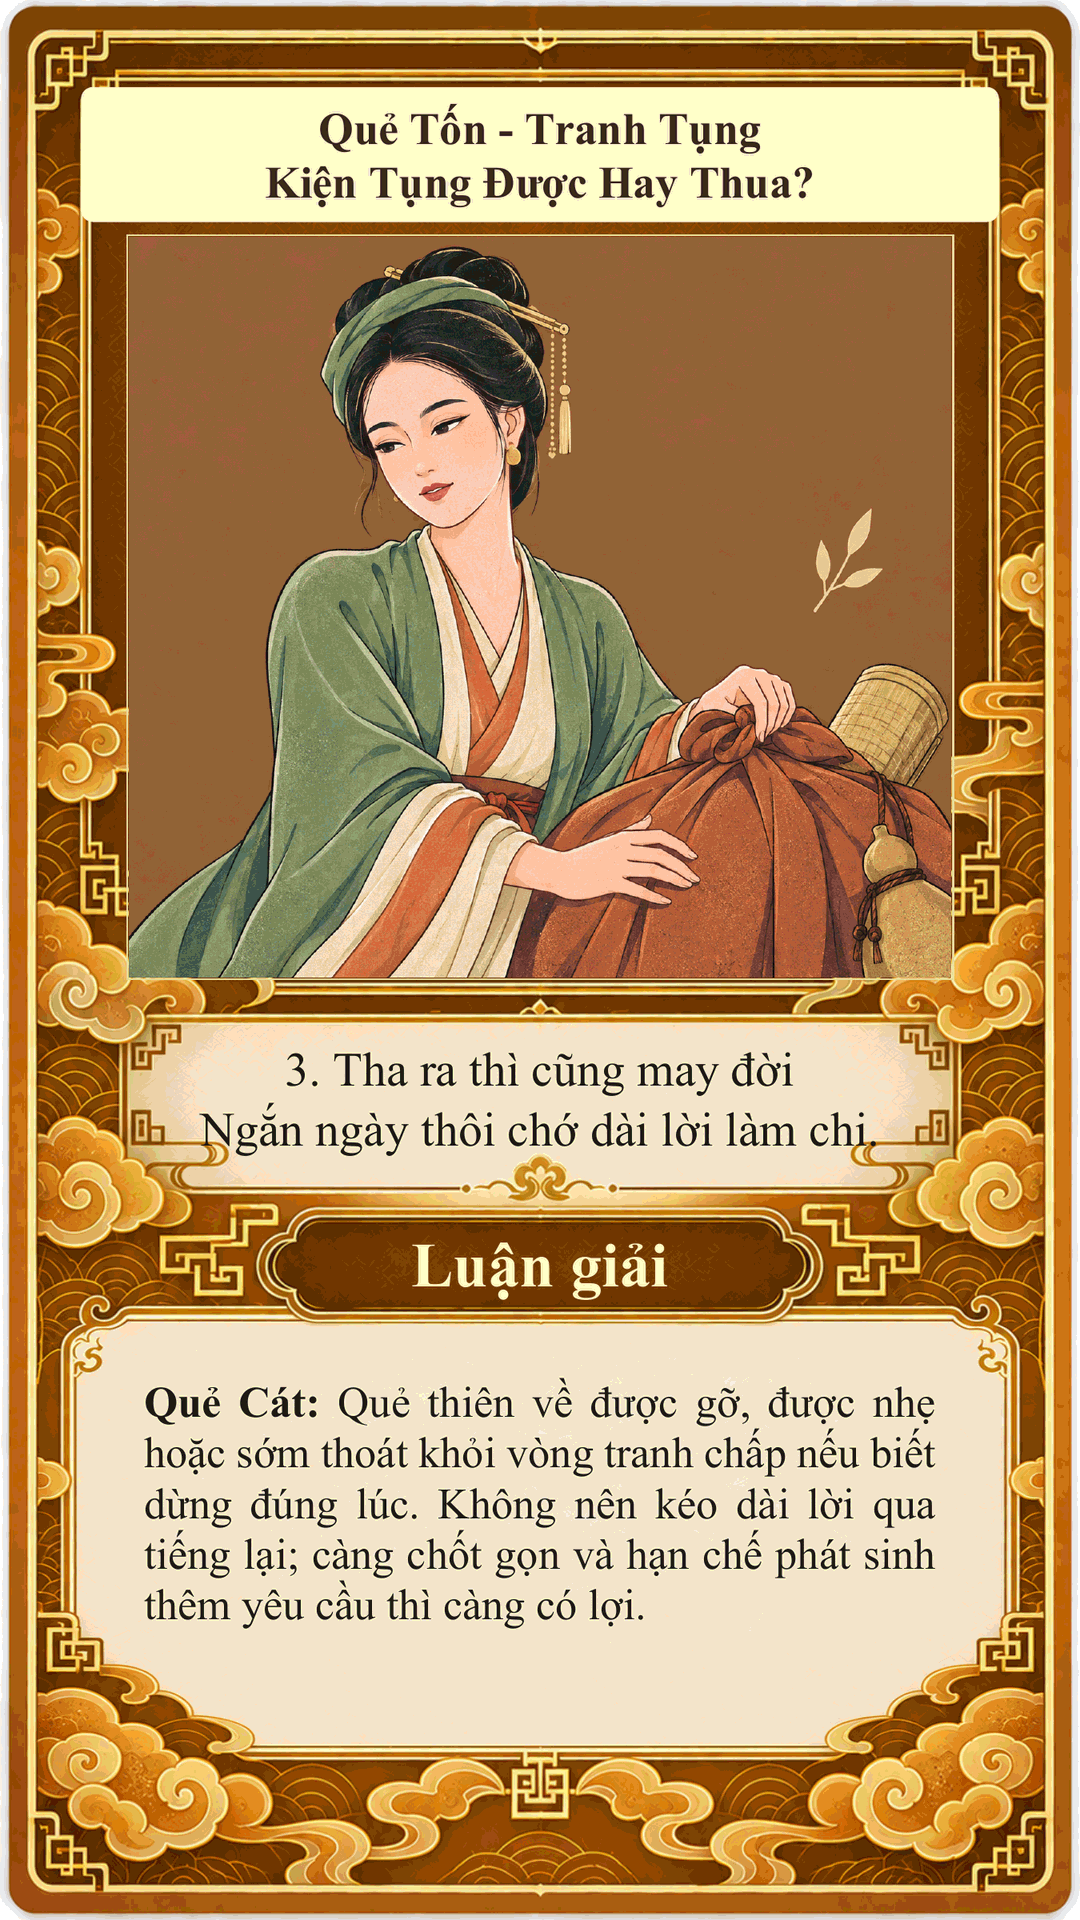 Quẻ Tốn - Tranh Tụng
Kiện Tụng Được Hay Thua?
3. Tha ra thì cũng may đời
Ngắn ngày thôi chớ dài lời làm chi.
Luận giải
Quẻ Cát: Quẻ thiên về được gỡ, được nhẹ
hoặc sớm thoát khỏi vòng tranh chấp nếu biết
dừng đúng lúc. Không nên kéo dài lời qua
tiếng lại; càng chốt gọn và hạn chế phát sinh
thêm yêu cầu thì càng có lợi.